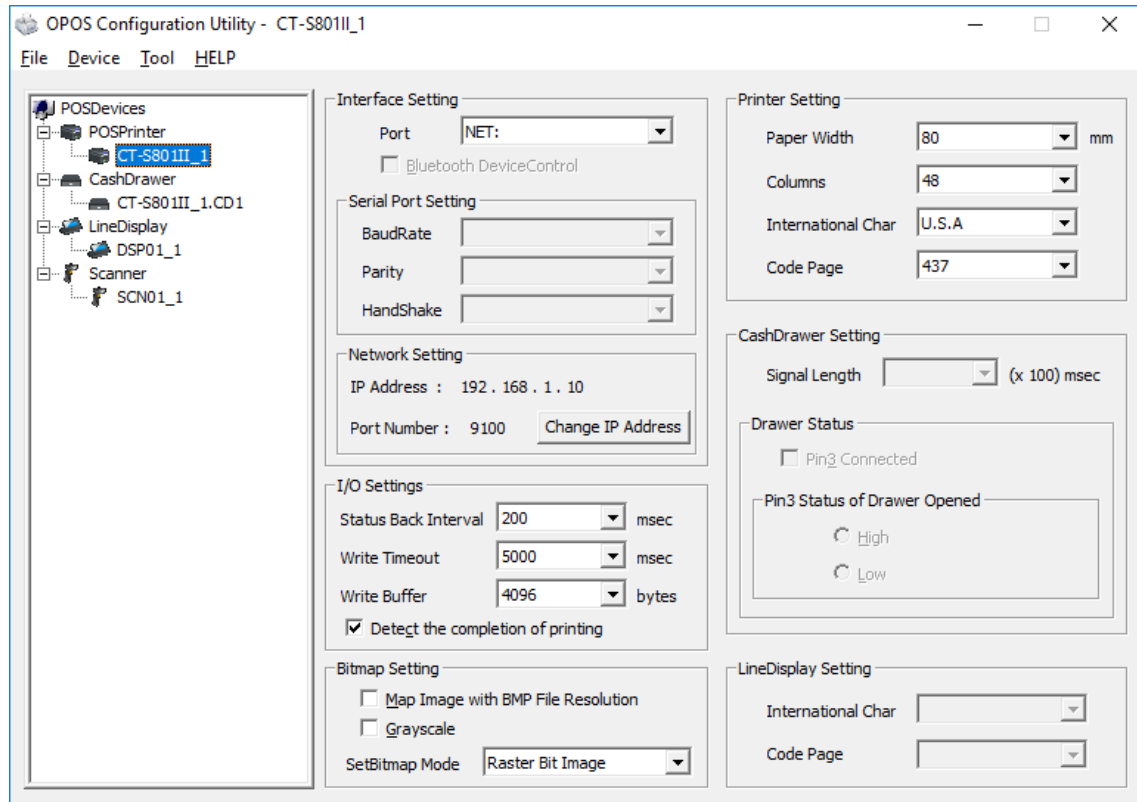 OPOS Configuration Utility - CT-S801II_1
File Device Tool HELP
POSDevices
POSPrinter
CT-S801II_1
CashDrawer
CT-S801II_1.CD1
LineDisplay
DSP01_1
Scanner
SCN01_1
Interface Setting
Port NET:
Bluetooth DeviceControl
Serial Port Setting
BaudRate
Parity
HandShake
Network Setting
IP Address : 192 . 168 . 1 . 10
Port Number : 9100 Change IP Address
I/O Settings
Status Back Interval 200 msec
Write Timeout 5000 msec
Write Buffer 4096 bytes
Detect the completion of printing
Bitmap Setting
Map Image with BMP File Resolution
Grayscale
SetBitmap Mode Raster Bit Image
Printer Setting
Paper Width 80 mm
Columns 48
International Char U.S.A
Code Page 437
CashDrawer Setting
Signal Length (x 100) msec
Drawer Status
Pin3 Connected
Pin3 Status of Drawer Opened
High
Low
LineDisplay Setting
International Char
Code Page